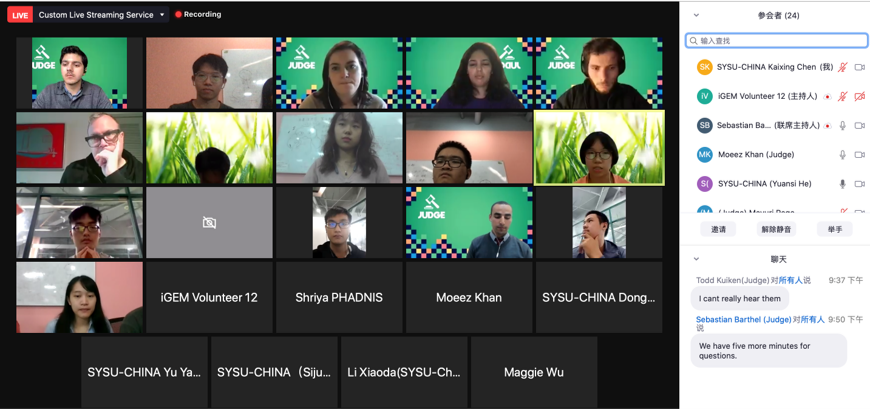 LIVE
Custom Live Streaming Service
Recording
JUDGE
JUDGE
JUDGE
JUDGE
iGEM Volunteer 12
Shriya PHADNIS
Moeez Khan
SYSU-CHINA Dong...
SYSU-CHINA Yu Ya...
SYSU-CHINA（Siju...
Li Xiaoda(SYSU-Ch...
Maggie Wu
参会者 (24)
输入查找
SK SYSU-CHINA Kaixing Chen (我)
iV iGEM Volunteer 12 (主持人)
SB Sebastian Ba... (联席主持人)
MK Moeez Khan (Judge)
S( SYSU-CHINA (Yuansi He)
邀请
解除静音
举手
聊天
Todd Kuiken(Judge)对所有人说 9:37 下午
I cant really hear them
Sebastian Barthel (Judge)对所有人说 9:50 下午
We have five more minutes for
questions.